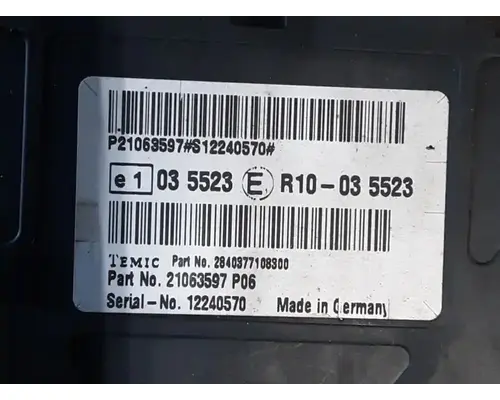 P21063597#S12240570#
e1 03 5523 E R10-03 5523
TEMIC Part No. 2840377108300
Part No. 21063597 P06
Serial-No. 12240570 Made in Germany